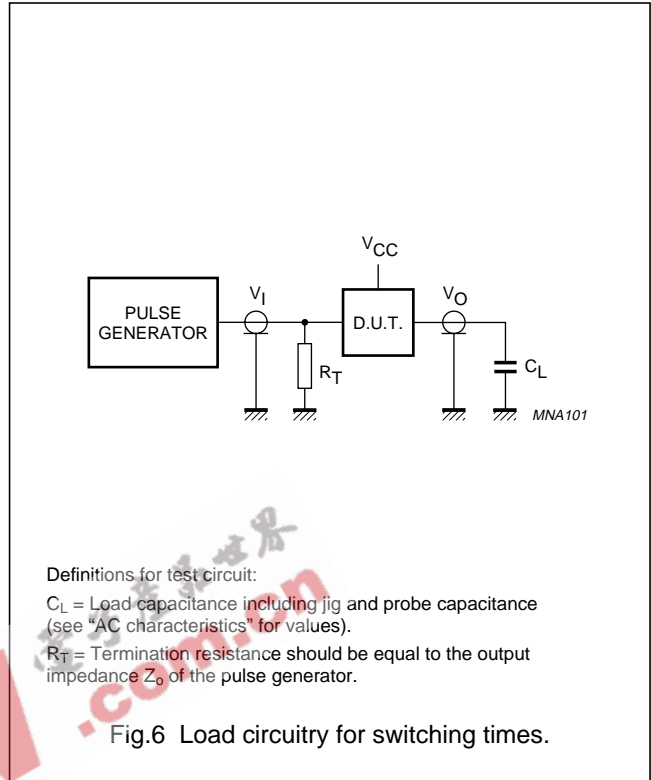 V_CC
PULSE
GENERATOR
V_I
D.U.T.
V_O
R_T
C_L
MNA101
Definitions for test circuit:
C_L = Load capacitance including jig and probe capacitance
(see “AC characteristics” for values).
R_T = Termination resistance should be equal to the output
impedance Z_o of the pulse generator.
.com.cn
Fig.6 Load circuitry for switching times.